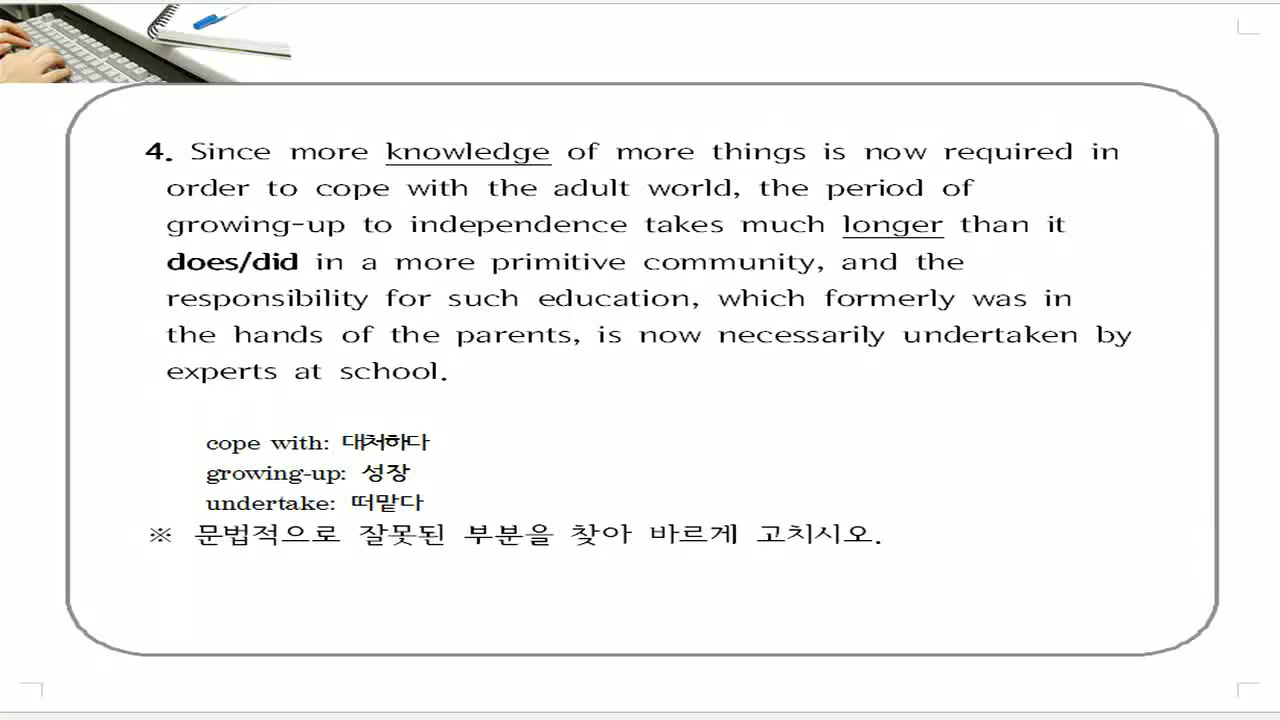 4. Since more knowledge of more things is now required in
order to cope with the adult world, the period of
growing-up to independence takes much longer than it
does/did in a more primitive community, and the
responsibility for such education, which formerly was in
the hands of the parents, is now necessarily undertaken by
experts at school.
cope with: 대처하다
growing-up: 성장
undertake: 떠맡다
※ 문법적으로 잘못된 부분을 찾아 바르게 고치시오.